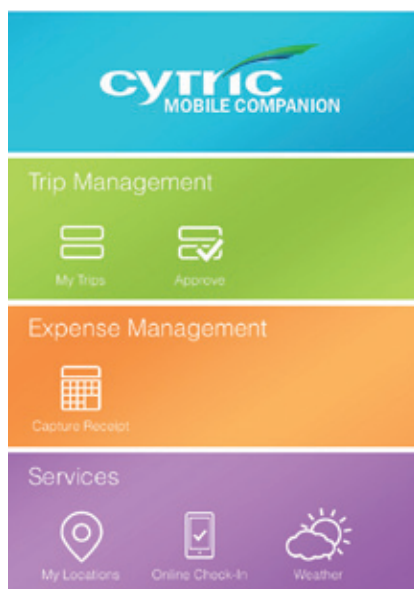 cytric
MOBILE COMPANION
Trip Management
My Trips Approve
Expense Management
Capture Receipt
Services
My Locations Online Check-In Weather